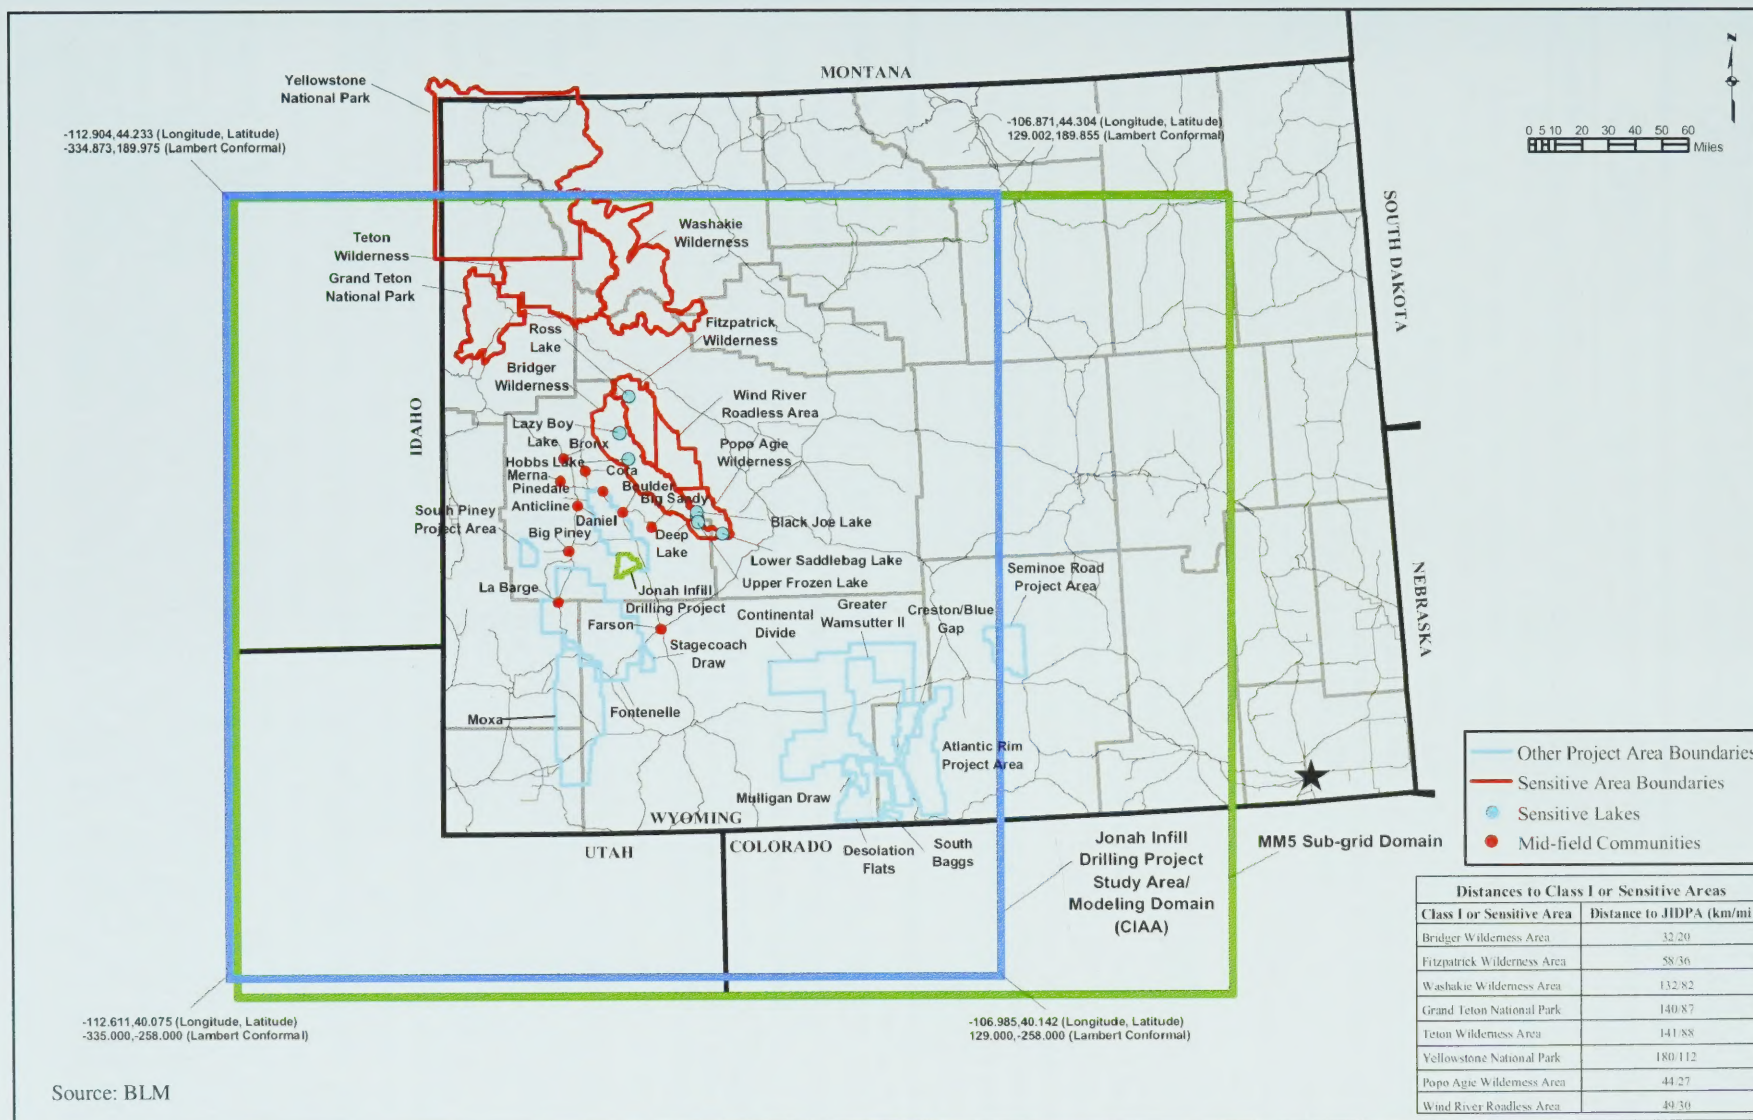 Yellowstone
National Park
MONTANA
z
-112.904,44.233 (Longitude, Latitude)
-334.873,189.975 (Lambert Conformal)
-106.871,44.304 (Longitude, Latitude)
129.002,189.855 (Lambert Conformal)
0 5 10 20 30 40 50 60
Miles
SOUTH DAKOTA
Washakie
Wilderness
Teton
Wilderness
Grand Teton
National Park
Ross
Lake
Fitzpatrick
Wilderness
Bridger
Wilderness
Wind River
Roadless Area
IDAHO
Lazy Boy
Lake
Bronx
Popo Agie
Wilderness
Hobbs Lake
Cora
Merna
Pinedale
Anticline
Boulder
Big Sandy
South Piney
Project Area
Daniel
Black Joe Lake
Big Piney
Deep
Lake
Lower Saddlebag Lake
Upper Frozen Lake
Seminoe Road
Project Area
NEBRASKA
La Barge
Jonah Infill
Drilling Project
Continental
Divide
Greater
Wamsutter II
Creston/Blue
Gap
Farson
Stagecoach
Draw
Moxa
Fontenelle
Atlantic Rim
Project Area
Mulligan Draw
WYOMING
UTAH
COLORADO
Desolation
Flats
South
Baggs
Jonah Infill
Drilling Project
Study Area/
Modeling Domain
(CIAA)
MM5 Sub-grid Domain
Other Project Area Boundaries
Sensitive Area Boundaries
Sensitive Lakes
Mid-field Communities
Distances to Class I or Sensitive Areas
Class I or Sensitive Area Distance to JIDPA (km/mi
Bridger Wilderness Area 32/20
Fitzpatrick Wilderness Area 58/36
Washakie Wilderness Area 132/82
Grand Teton National Park 140/87
Teton Wilderness Area 141/88
Yellowstone National Park 180/112
Popo Agie Wilderness Area 44/27
Wind River Roadless Area 49/30
-112.611,40.075 (Longitude, Latitude)
-335.000,-258.000 (Lambert Conformal)
-106.985,40.142 (Longitude, Latitude)
129.000,-258.000 (Lambert Conformal)
Source: BLM